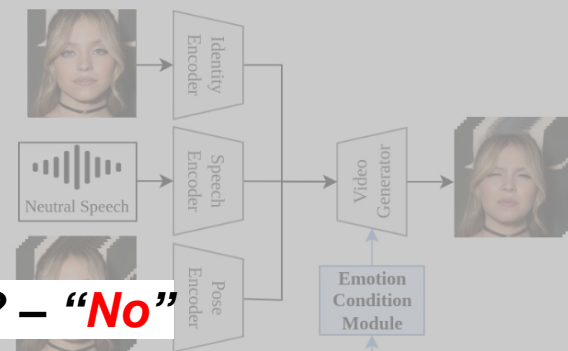 Identity
Encoder
Speech
Encoder
Neutral Speech
Pose
Encoder
Video
Generator
Emotion
Condition
Module
? – “No”